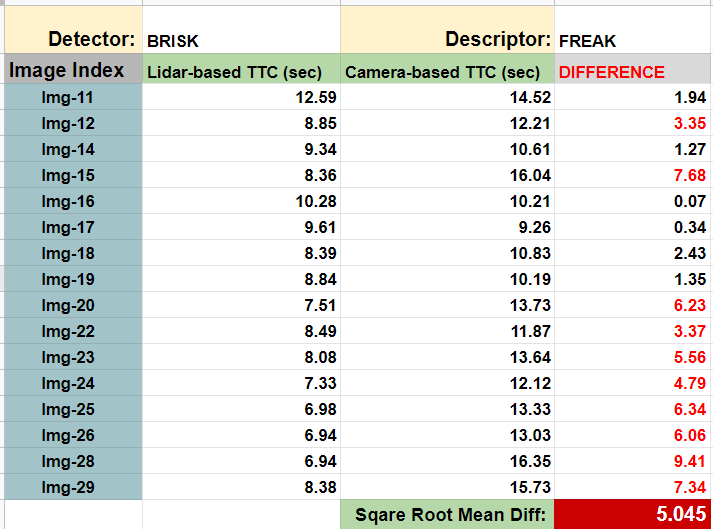 Detector: BRISK Descriptor: FREAK
Image Index Lidar-based TTC (sec) Camera-based TTC (sec) DIFFERENCE
Img-11 12.59 14.52 1.94
Img-12 8.85 12.21 3.35
Img-14 9.34 10.61 1.27
Img-15 8.36 16.04 7.68
Img-16 10.28 10.21 0.07
Img-17 9.61 9.26 0.34
Img-18 8.39 10.83 2.43
Img-19 8.84 10.19 1.35
Img-20 7.51 13.73 6.23
Img-22 8.49 11.87 3.37
Img-23 8.08 13.64 5.56
Img-24 7.33 12.12 4.79
Img-25 6.98 13.33 6.34
Img-26 6.94 13.03 6.06
Img-28 6.94 16.35 9.41
Img-29 8.38 15.73 7.34
Sqare Root Mean Diff: 5.045